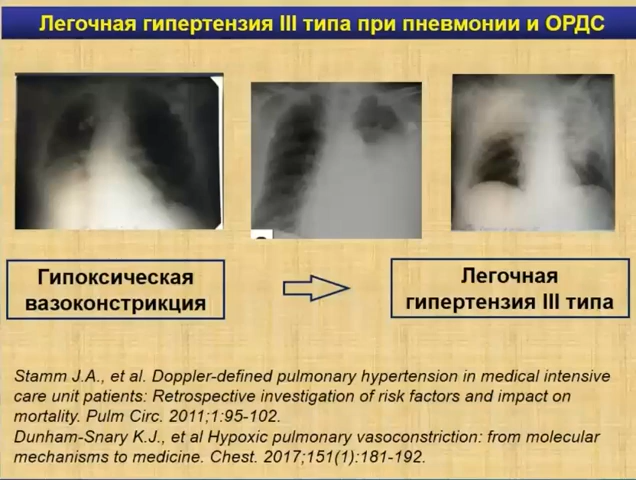 Легочная гипертензия III типа при пневмонии и ОРДС
Гипоксическая
вазоконстрикция
Легочная
гипертензия III типа
Stamm J.A., et al. Doppler-defined pulmonary hypertension in medical intensive
care unit patients: Retrospective investigation of risk factors and impact on
mortality. Pulm Circ. 2011;1:95-102.
Dunham-Snary K.J., et al Hypoxic pulmonary vasoconstriction: from molecular
mechanisms to medicine. Chest. 2017;151(1):181-192.